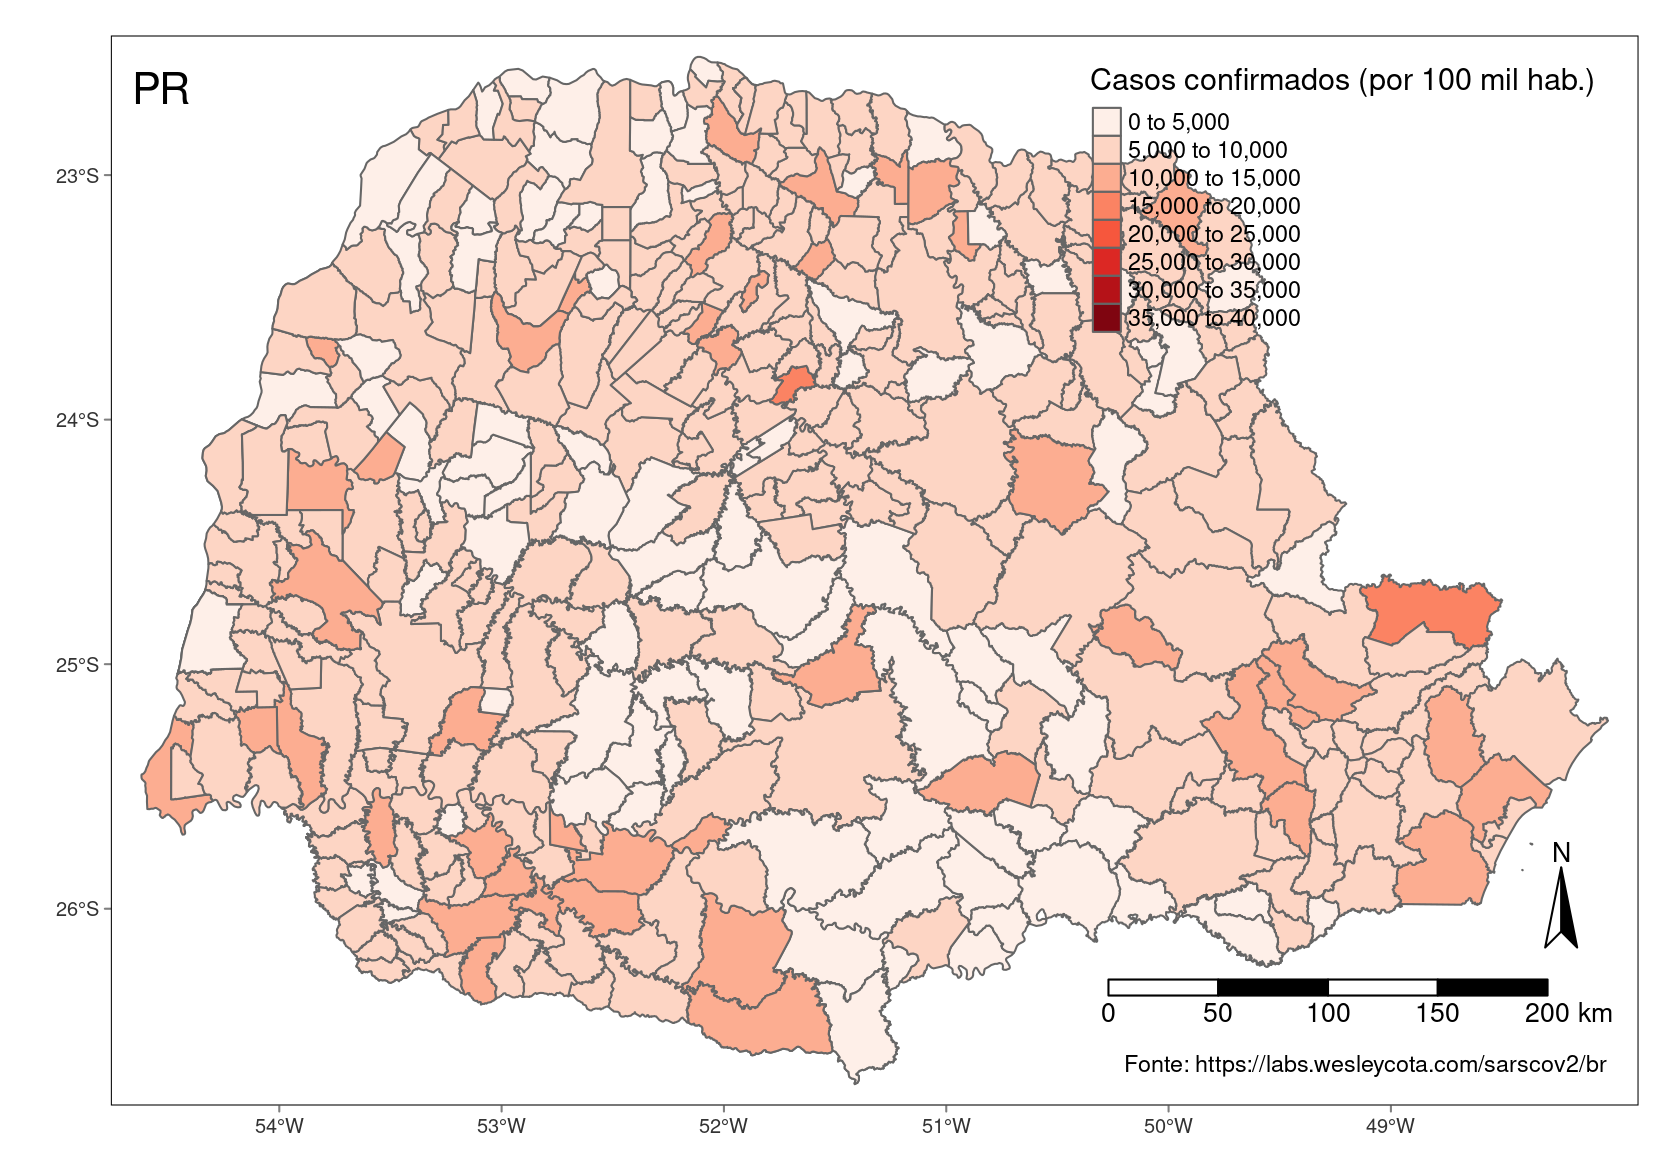 PR
Casos confirmados (por 100 mil hab.)
0 to 5,000
5,000 to 10,000
10,000 to 15,000
15,000 to 20,000
20,000 to 25,000
25,000 to 30,000
30,000 to 35,000
35,000 to 40,000
23°S
24°S
25°S
26°S
N
0 50 100 150 200 km
Fonte: https://labs.wesleycota.com/sarscov2/br
54°W 53°W 52°W 51°W 50°W 49°W